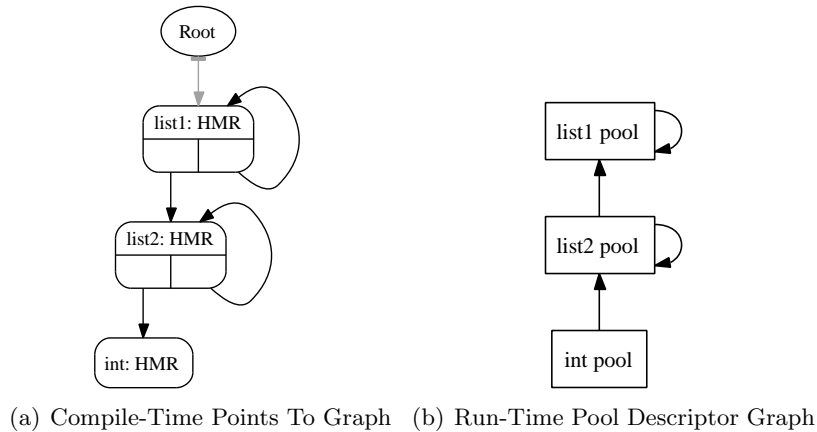 Root
list1: HMR
list2: HMR
int: HMR
list1 pool
list2 pool
int pool
(a) Compile-Time Points To Graph
(b) Run-Time Pool Descriptor Graph